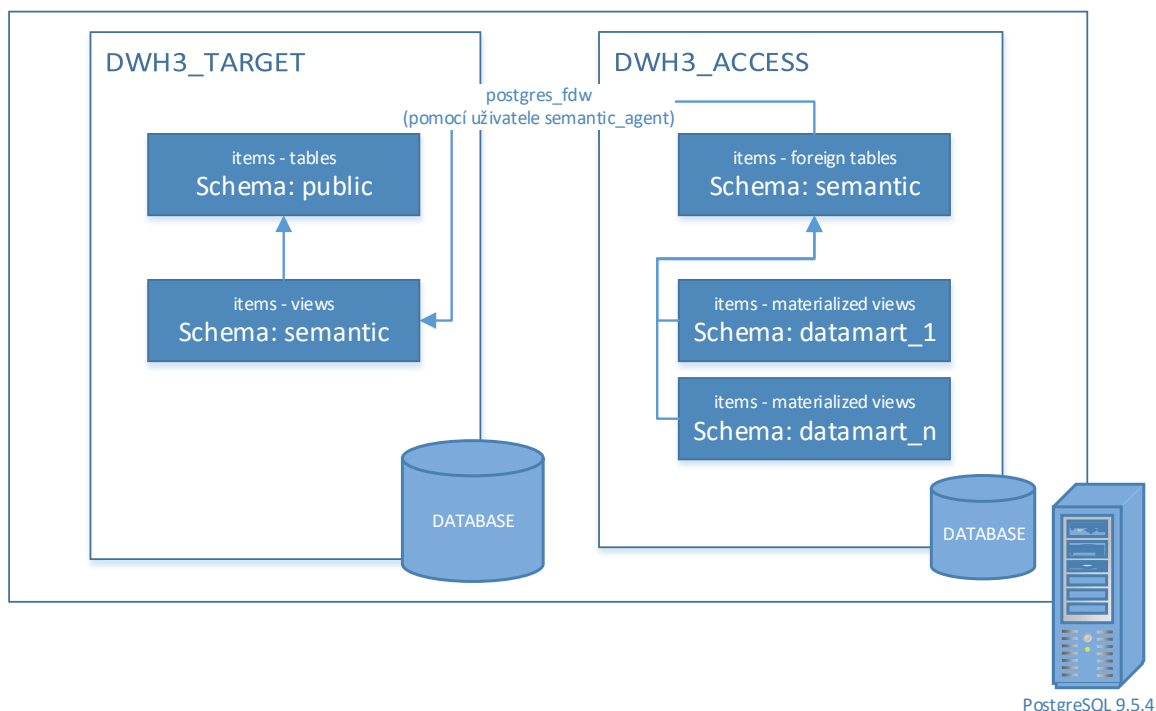 DWH3_TARGET
DWH3_ACCESS
postgres_fdw
(pomocí uživatele semantic_agent)
items - tables
Schema: public
items - foreign tables
Schema: semantic
items - views
Schema: semantic
items - materialized views
Schema: datamart_1
items - materialized views
Schema: datamart_n
DATABASE
DATABASE
PostgreSQL 9.5.4